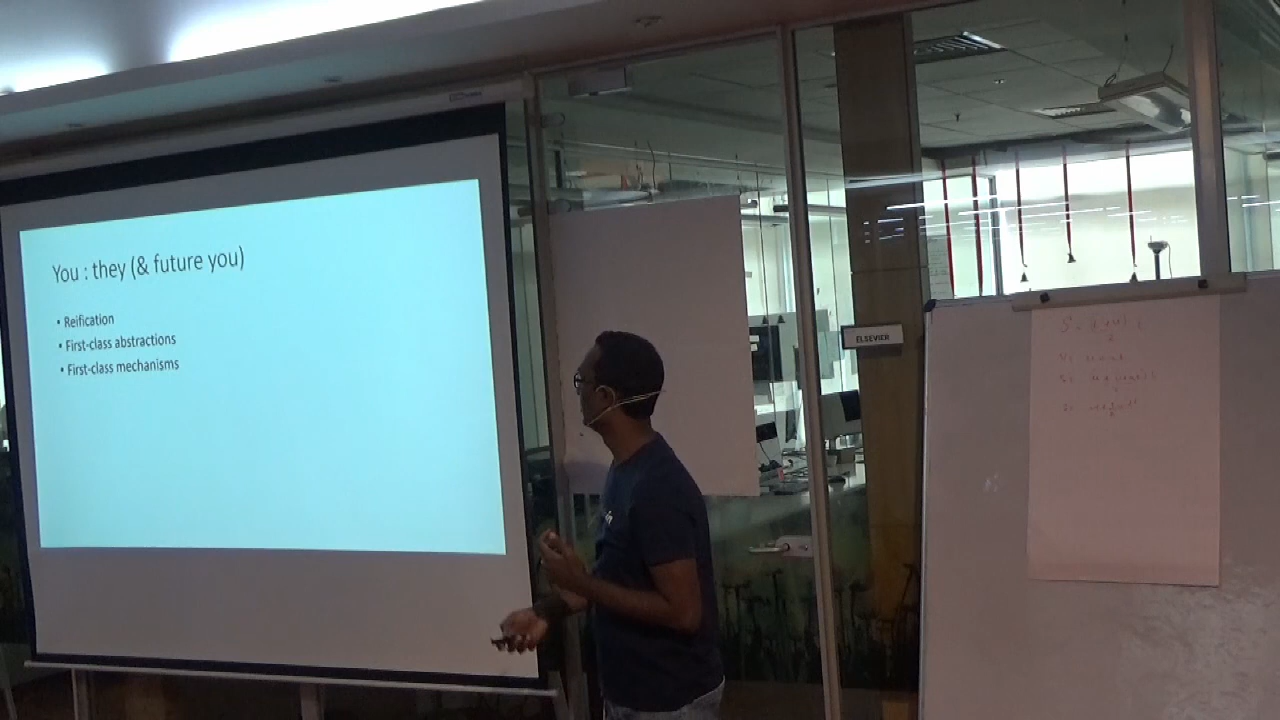 You : they (& future you)
• Reification
• First-class abstractions
• First-class mechanisms
ELSEVIER